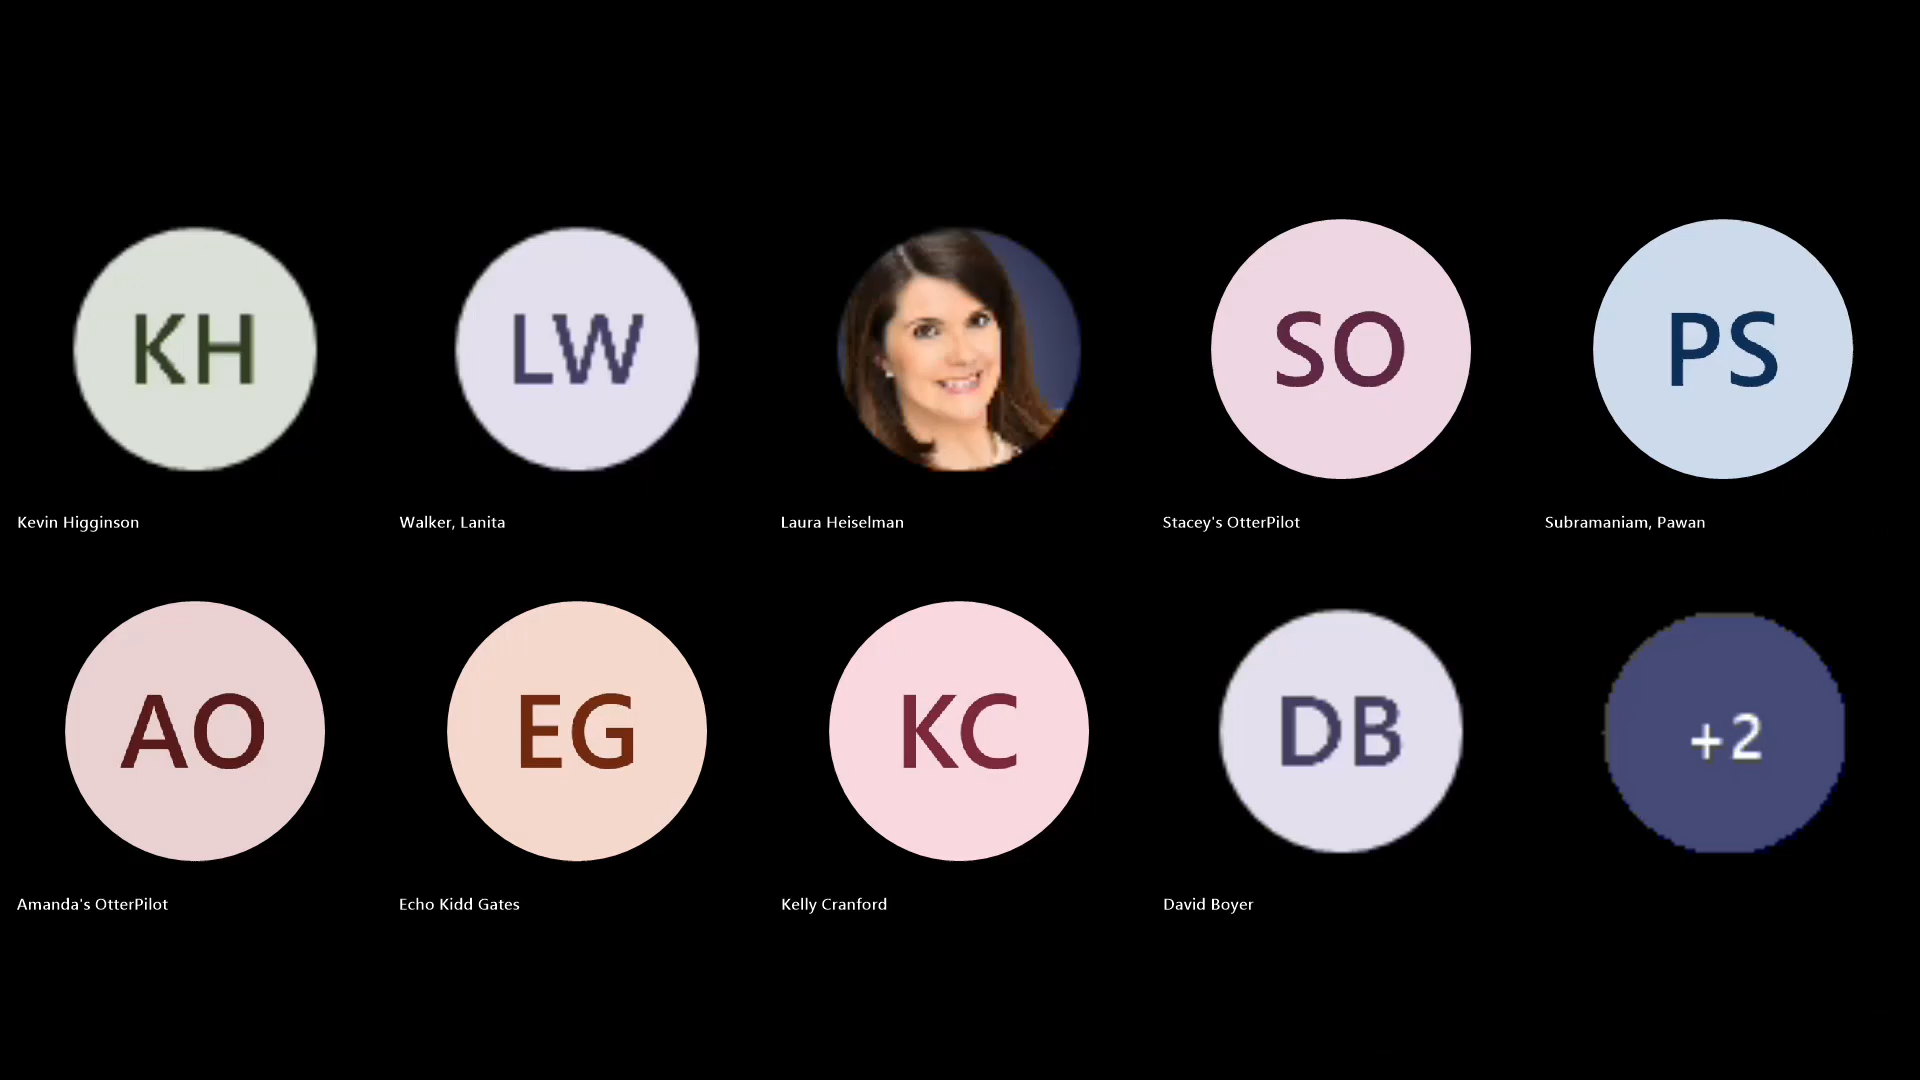 KH
LW
SO
PS
Kevin Higginson
Walker, Lanita
Laura Heiselman
Stacey's OtterPilot
Subramaniam, Pawan
AO
EG
KC
DB
+2
Amanda's OtterPilot
Echo Kidd Gates
Kelly Cranford
David Boyer